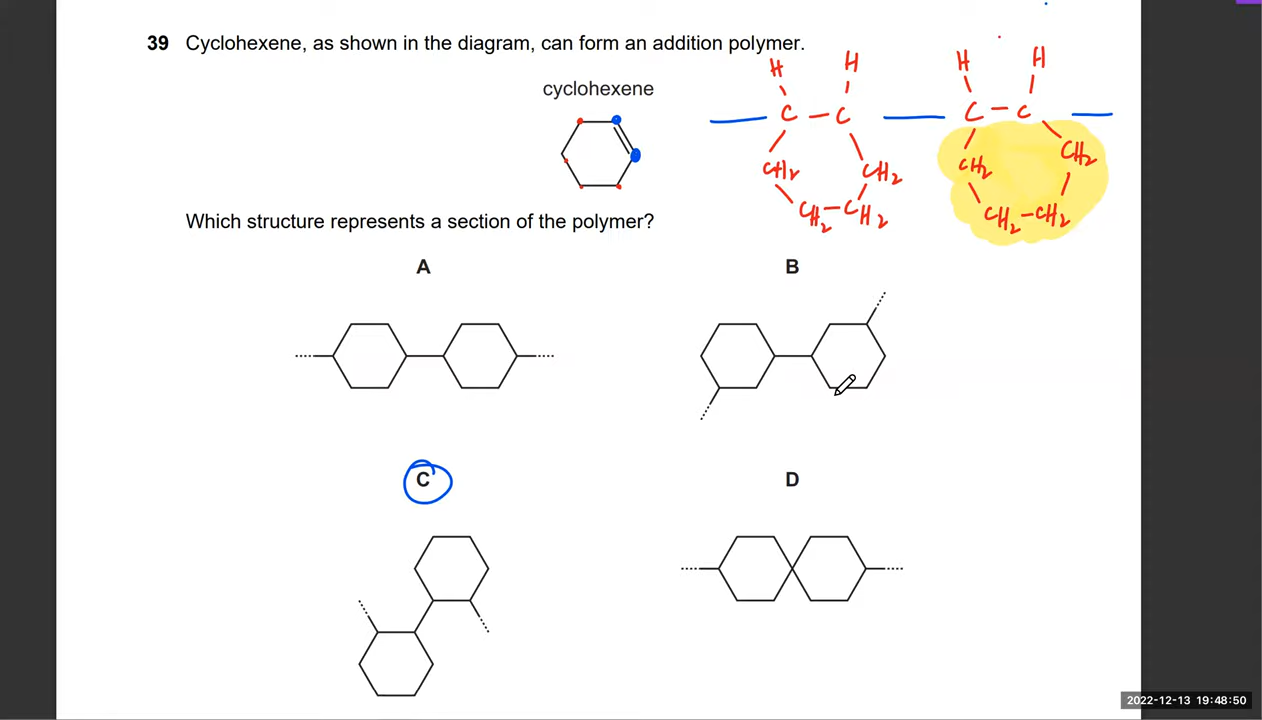 39 Cyclohexene, as shown in the diagram, can form an addition polymer.
cyclohexene
H H H H
C – C C – C
CH2 CH2 CH2 CH2
CH2 – CH2 CH2 – CH2
Which structure represents a section of the polymer?
A B
C D
2022-12-13 19:48:50